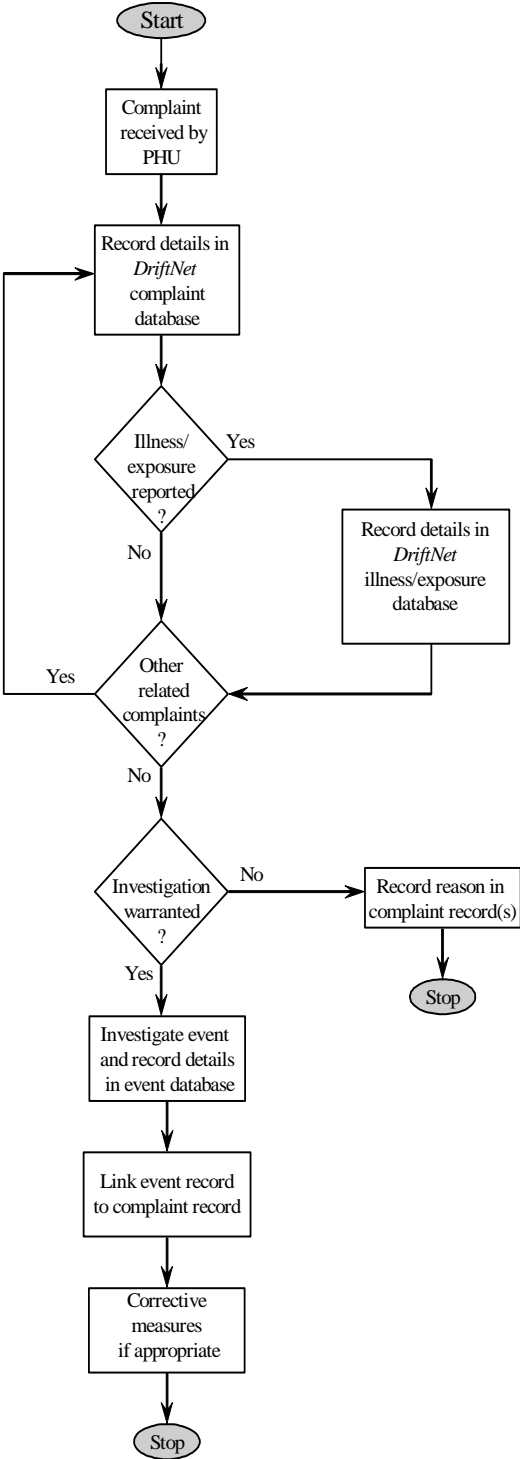 Start
Complaint
received by
PHU
Record details in
DriftNet
complaint
database
Illness/
exposure
reported
?
Yes
No
Record details in
DriftNet
illness/exposure
database
Other
related
complaints
?
Yes
No
Investigation
warranted
?
No
Record reason in
complaint record(s)
Stop
Yes
Investigate event
and record details
in event database
Link event record
to complaint record
Corrective
measures
if appropriate
Stop